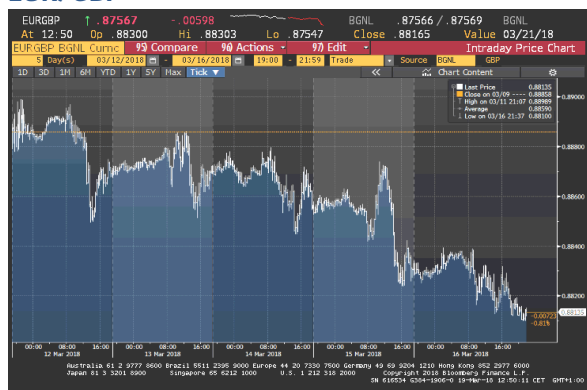 EURGBP ↑ .87567 -.00598 BGNL .87566/.87569 BGNL
At 12:50 Op .88300 Hi .88303 Lo .87547 Close .88165 Value 03/21/18
EURGBP BGNL Curnc 95) Compare 96) Actions 97) Edit Intraday Price Chart
5 Day(s) 03/12/2018 - 03/16/2018 19:00 - 21:59 Trade Source BGNL GBP
1D 3D 1M 6M YTD 1Y 5Y Max Tick ▼ « Chart Content
Last Price 0.88135
Close on 03/09 ---- 0.88858
High on 03/11 21:07 0.88989
Average 0.88590
Low on 03/16 21:37 0.88100
0.89000
0.88800
0.88600
0.88400
0.88200
0.88135
-0.00723
-0.81%
00:00 08:00 16:00 00:00 08:00 16:00 00:00 08:00 16:00 00:00 08:00 16:00 00:00 08:00 16:00
12 Mar 2018 13 Mar 2018 14 Mar 2018 15 Mar 2018 16 Mar 2018
Australia 61 2 9777 8600 Brazil 5511 2395 9000 Europe 44 20 7330 7500 Germany 49 69 9204 1210 Hong Kong 852 2977 6000
Japan 81 3 3201 8900 Singapore 65 6212 1000 U.S. 1 212 318 2000 Copyright 2018 Bloomberg Finance L.P.
SN 616534 G384-1906-0 19-Mar-18 12:50:11 CET GMT+1:00